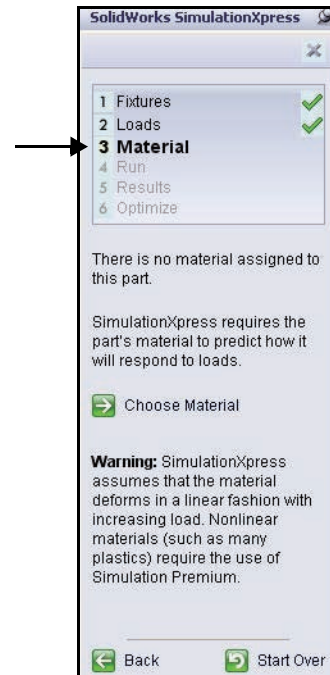 SolidWorks SimulationXpress
1 Fixtures
2 Loads
3 Material
4 Run
5 Results
6 Optimize
There is no material assigned to
this part.
SimulationXpress requires the
part's material to predict how it
will respond to loads.
Choose Material
Warning: SimulationXpress
assumes that the material
deforms in a linear fashion with
increasing load. Nonlinear
materials (such as many
plastics) require the use of
Simulation Premium.
Back Start Over